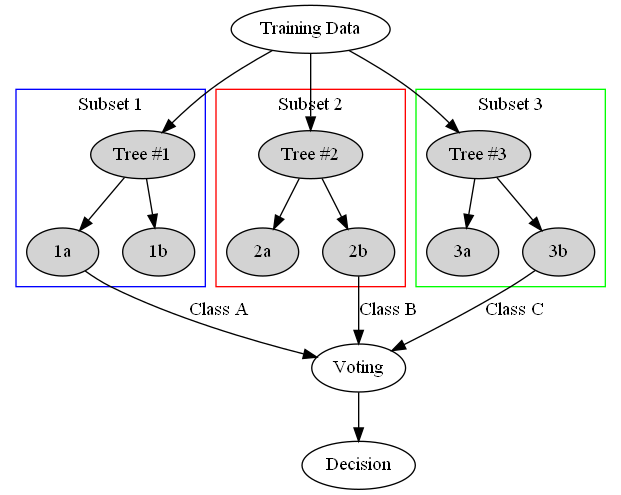 Training Data
Subset 1
Subset 2
Subset 3
Tree #1
Tree #2
Tree #3
1a
1b
2a
2b
3a
3b
Class A
Class B
Class C
Voting
Decision